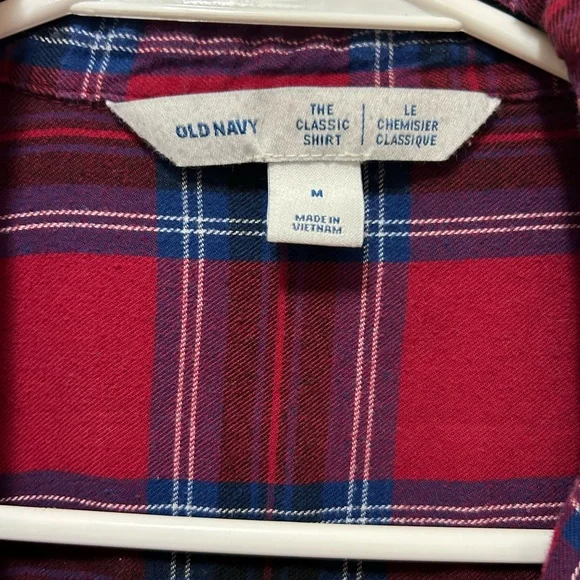 OLD NAVY
THE
CLASSIC
SHIRT
LE
CHEMISIER
CLASSIQUE
M
MADE IN
VIETNAM